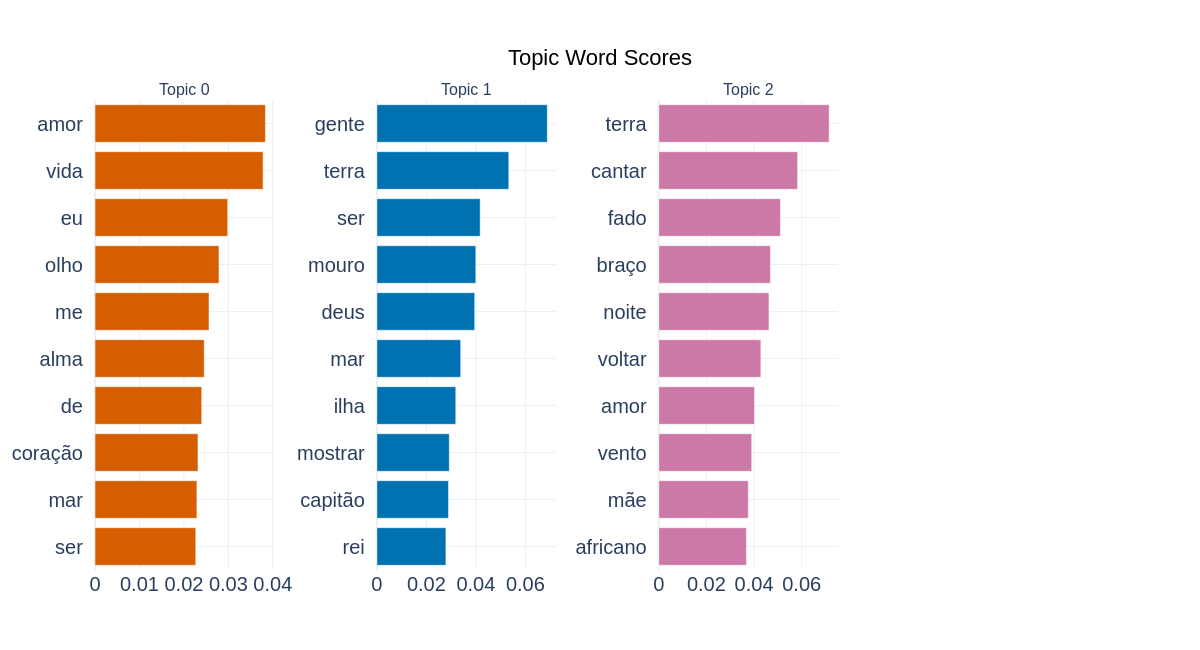 Topic Word Scores
Topic 0
amor
vida
eu
olho
me
alma
de
coração
mar
ser
0 0.01 0.02 0.03 0.04
Topic 1
gente
terra
ser
mouro
deus
mar
ilha
mostrar
capitão
rei
0 0.02 0.04 0.06
Topic 2
terra
cantar
fado
braço
noite
voltar
amor
vento
mãe
africano
0 0.02 0.04 0.06